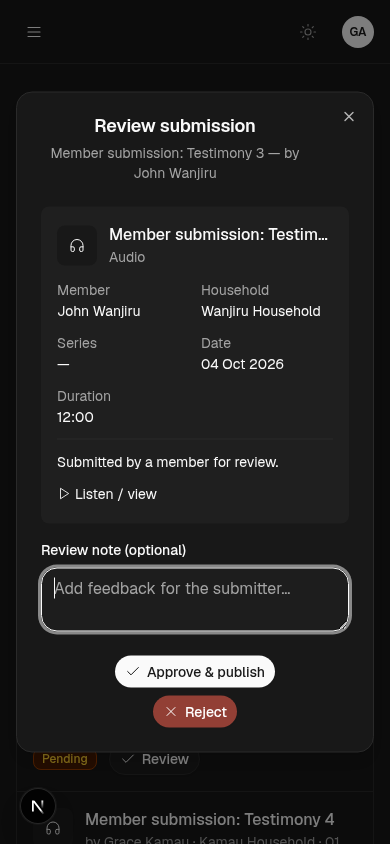 GA
Review submission
Member submission: Testimony 3 — by
John Wanjiru
Member submission: Testim...
Audio
Member
Household
John Wanjiru
Wanjiru Household
Series
Date
—
04 Oct 2026
Duration
12:00
Submitted by a member for review.
Listen / view
Review note (optional)
Add feedback for the submitter...
Approve & publish
Reject
Pending
Review
N
Member submission: Testimony 4
by Grace Kamau · Kamau Household · 01